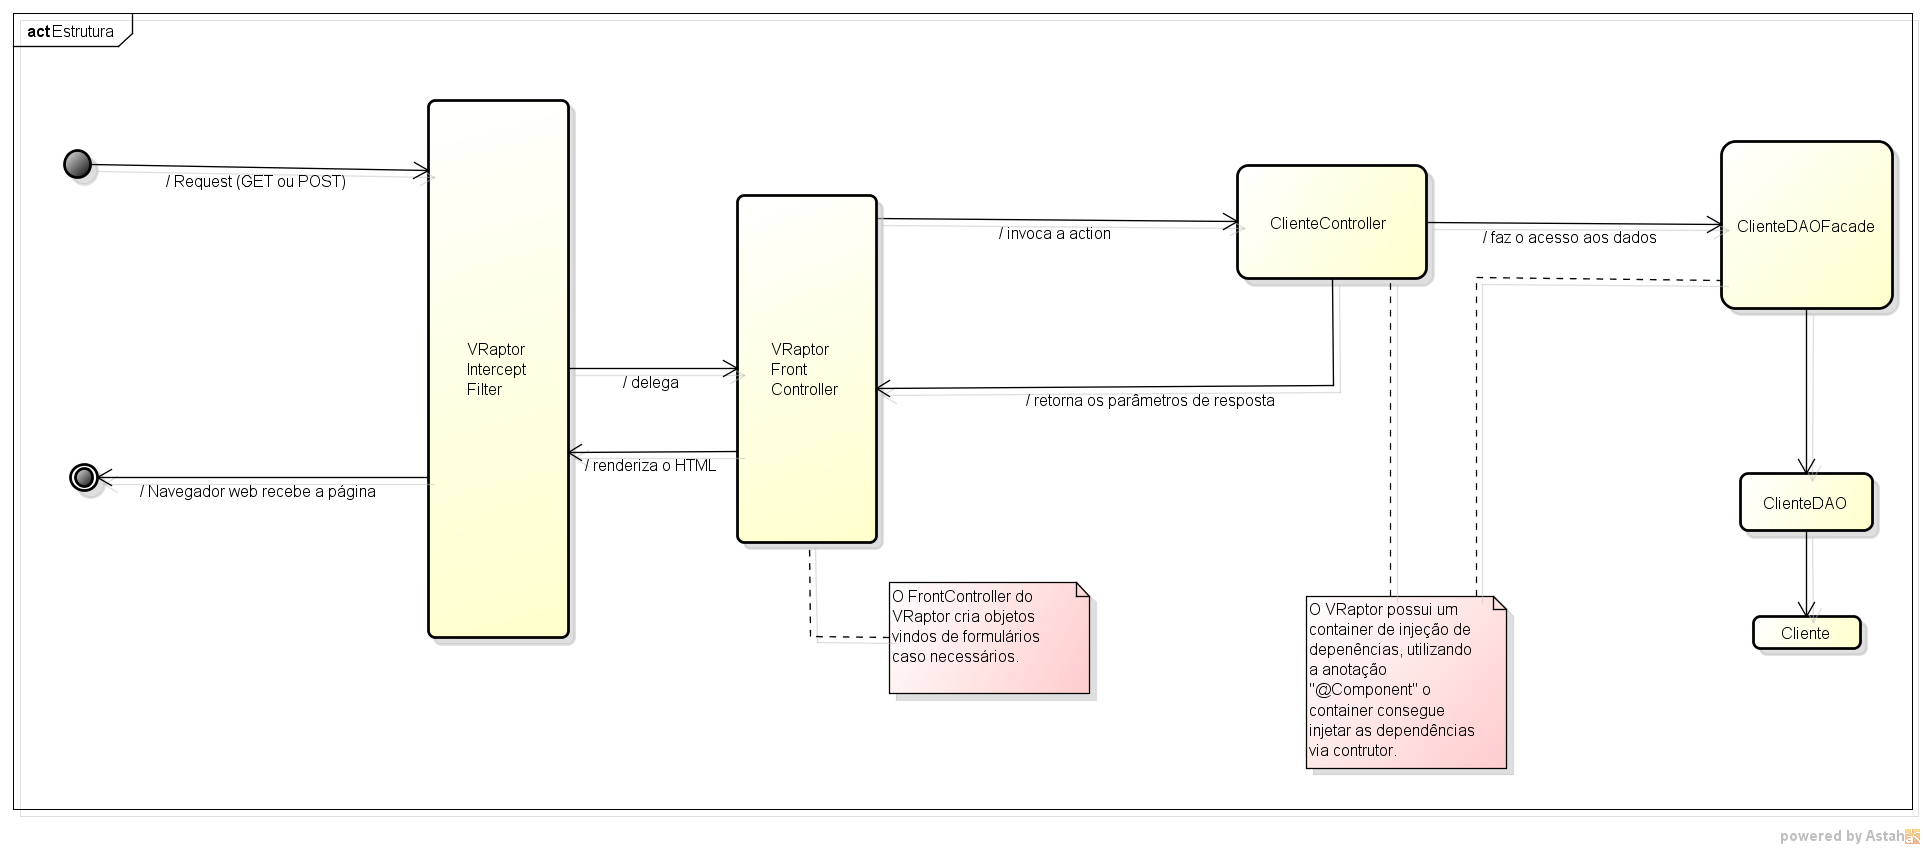 act Estrutura
/ Request (GET ou POST)
/ invoca a action
ClienteController
/ faz o acesso aos dados
ClienteDAOFacade
VRaptor
Intercept
Filter
/ delega
VRaptor
Front
Controller
/ retorna os parâmetros de resposta
/ renderiza o HTML
/ Navegador web recebe a página
ClienteDAO
Cliente
O FrontController do
VRaptor cria objetos
vindos de formulários
caso necessários.
O VRaptor possui um
container de injeção de
depenências, utilizando
a anotação
"@Component" o
container consegue
injetar as dependências
via contrutor.
powered by Astah